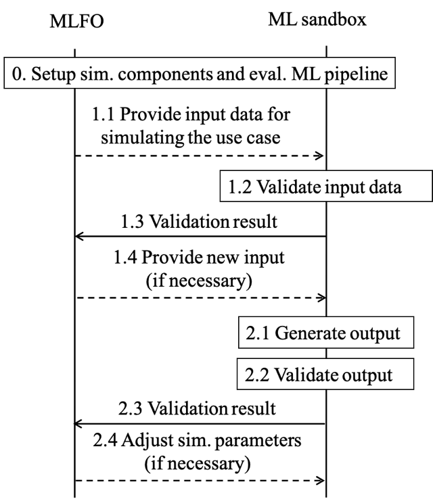 MLFO
ML sandbox
0. Setup sim. components and eval. ML pipeline
1.1 Provide input data for
simulating the use case
1.2 Validate input data
1.3 Validation result
1.4 Provide new input
(if necessary)
2.1 Generate output
2.2 Validate output
2.3 Validation result
2.4 Adjust sim. parameters
(if necessary)